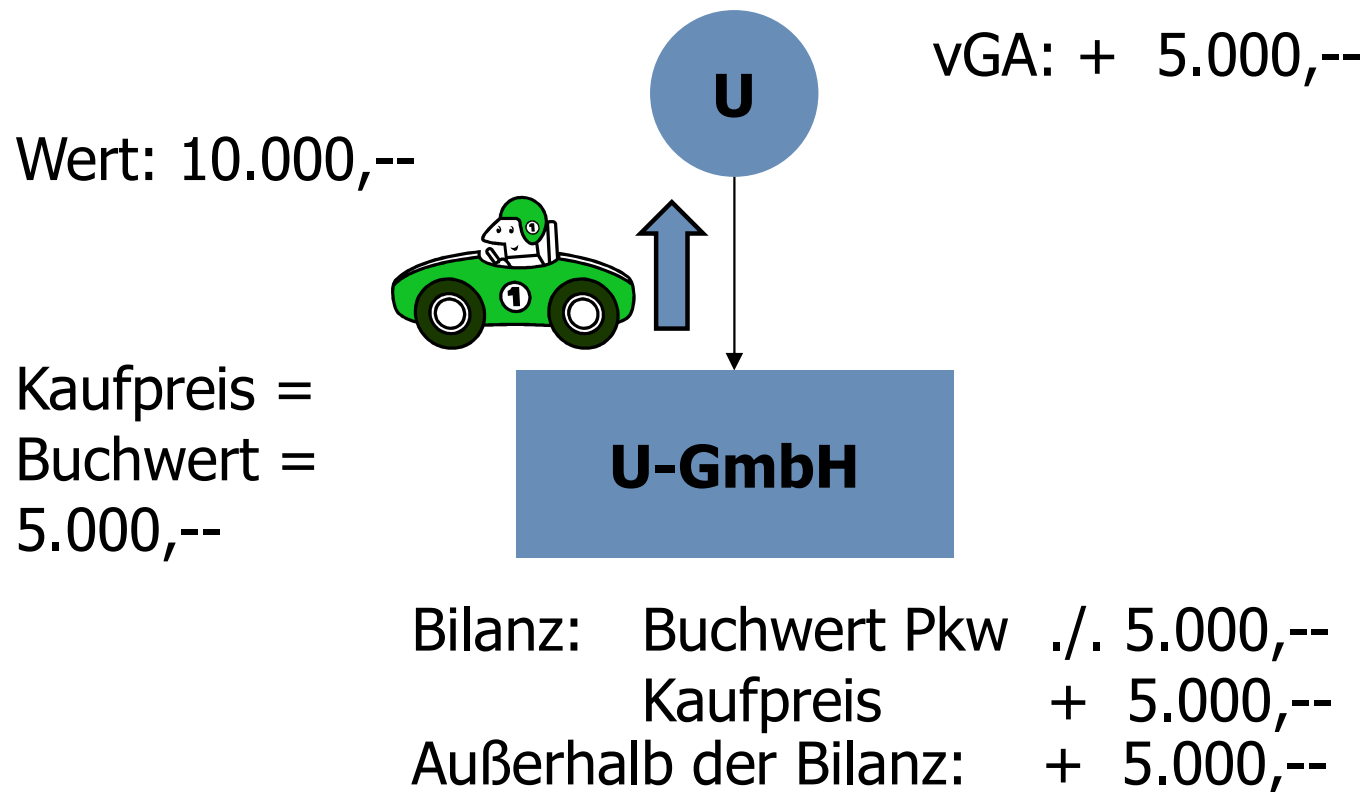 U
vGA: + 5.000,--
Wert: 10.000,--
1
1
Kaufpreis =
Buchwert =
5.000,--
U-GmbH
Bilanz: Buchwert Pkw ./. 5.000,--
Kaufpreis + 5.000,--
Außerhalb der Bilanz: + 5.000,--